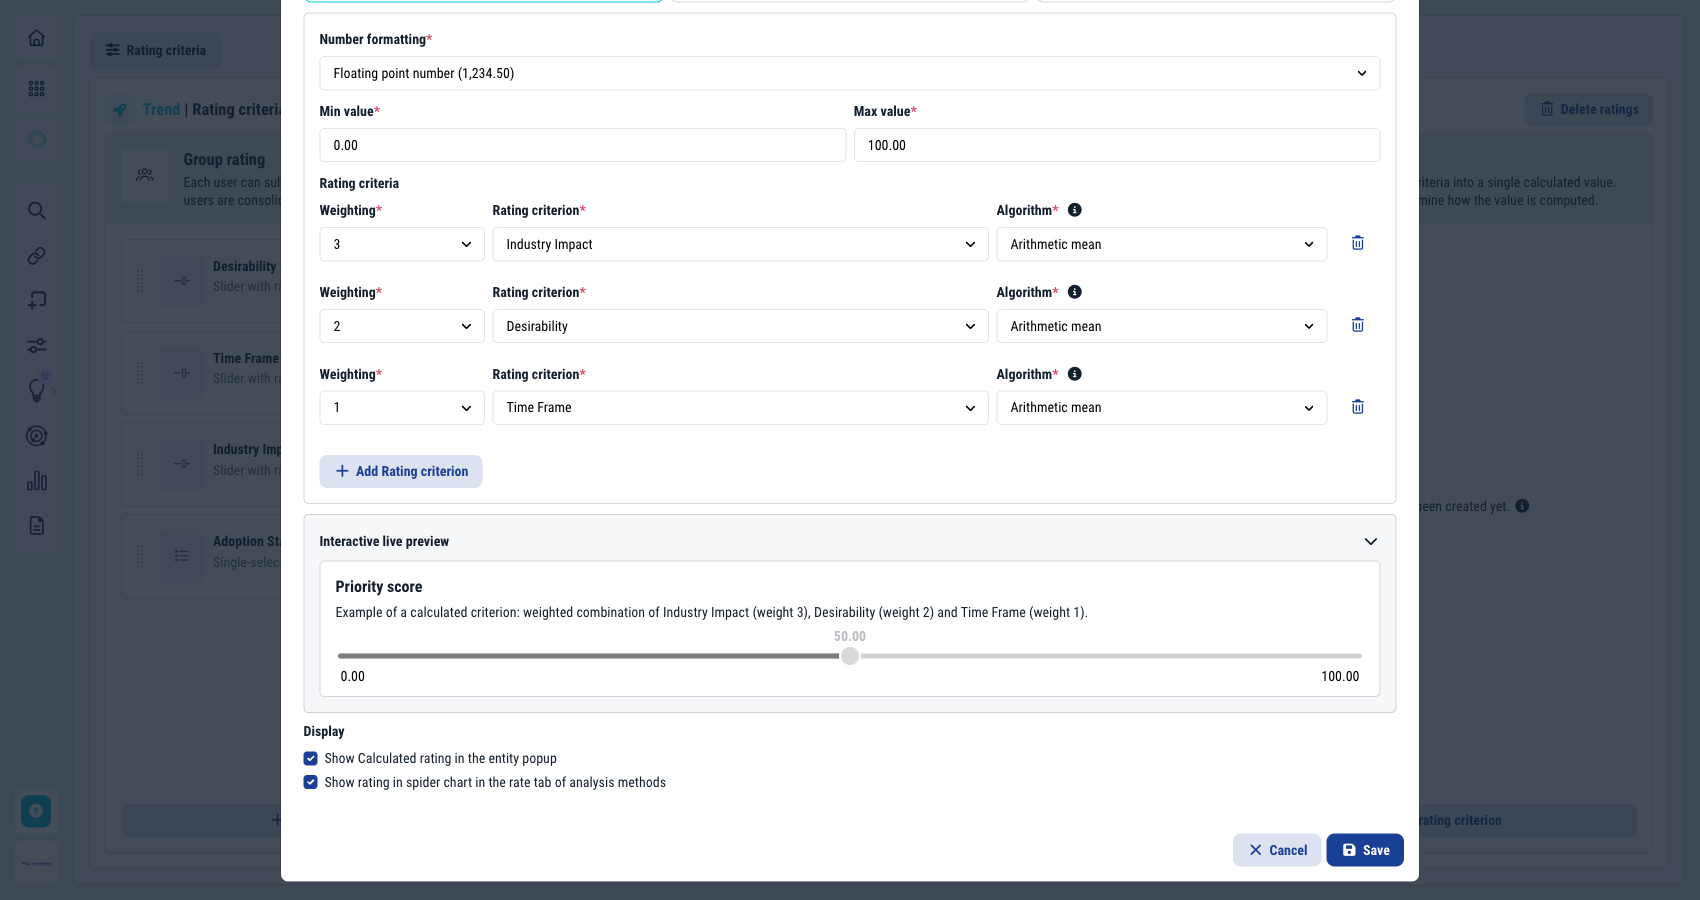 Rating criteria
Trend | Rating criteria
Delete ratings
Group rating
Each user can sub
users are consolid
riteria into a single calculated value.
mine how the value is computed.
Desirability
Slider with ra
Time Frame
Slider with ra
Industry Imp
Slider with ra
Adoption Sta
Single-selec
been created yet.
rating criterion
Number formatting*
Floating point number (1,234.50)
Min value*
Max value*
0.00
100.00
Rating criteria
Weighting* Rating criterion* Algorithm*
3 Industry Impact Arithmetic mean
Weighting* Rating criterion* Algorithm*
2 Desirability Arithmetic mean
Weighting* Rating criterion* Algorithm*
1 Time Frame Arithmetic mean
+ Add Rating criterion
Interactive live preview
Priority score
Example of a calculated criterion: weighted combination of Industry Impact (weight 3), Desirability (weight 2) and Time Frame (weight 1).
50.00
0.00
100.00
Display
Show Calculated rating in the entity popup
Show rating in spider chart in the rate tab of analysis methods
Cancel
Save